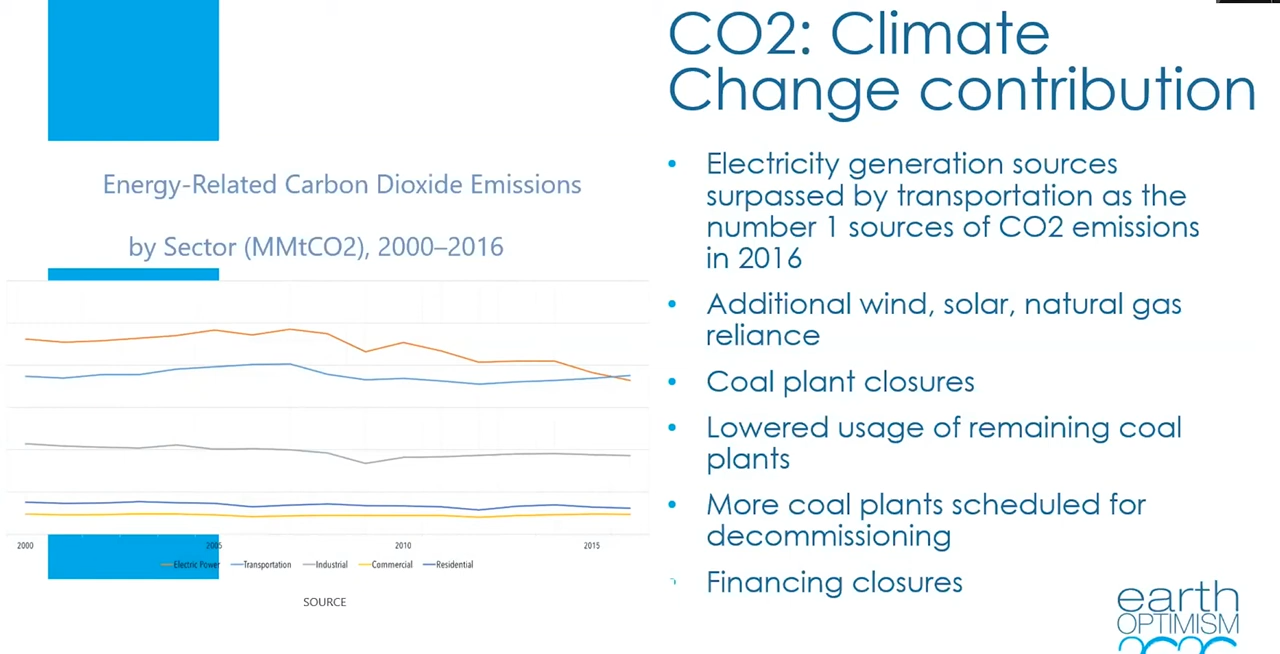 Energy-Related Carbon Dioxide Emissions
by Sector (MMtCO2), 2000–2016
2000
2005
2010
2015
Electric Power
Transportation
Industrial
Commercial
Residential
SOURCE
CO2: Climate
Change contribution
• Electricity generation sources
surpassed by transportation as the
number 1 sources of CO2 emissions
in 2016
• Additional wind, solar, natural gas
reliance
• Coal plant closures
• Lowered usage of remaining coal
plants
• More coal plants scheduled for
decommissioning
Financing closures
earth
OPTIMISM